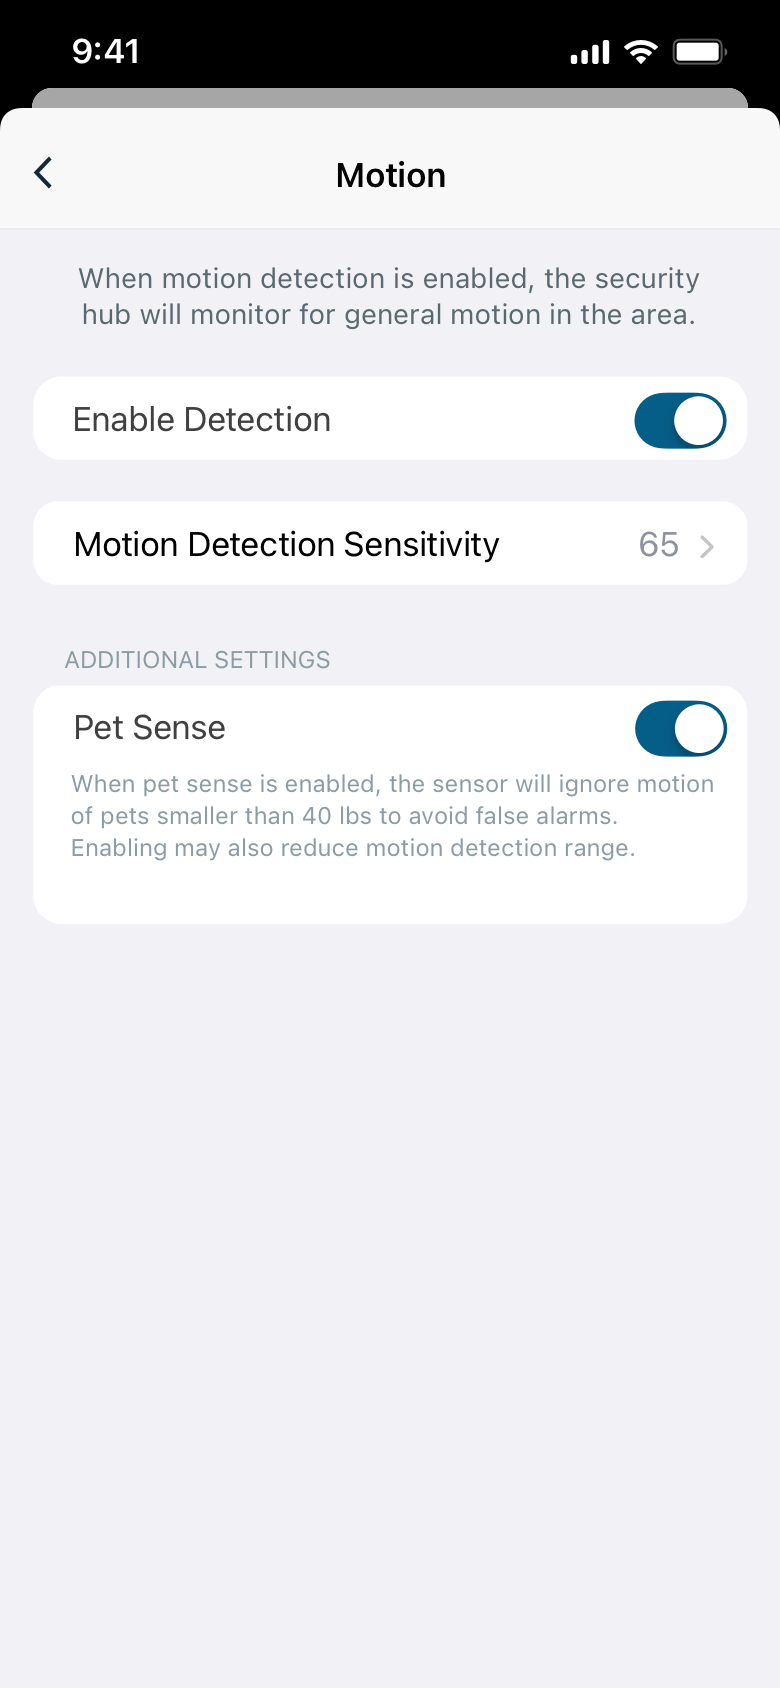 9:41
Motion
When motion detection is enabled, the security
hub will monitor for general motion in the area.
Enable Detection
Motion Detection Sensitivity 65
ADDITIONAL SETTINGS
Pet Sense
When pet sense is enabled, the sensor will ignore motion
of pets smaller than 40 lbs to avoid false alarms.
Enabling may also reduce motion detection range.